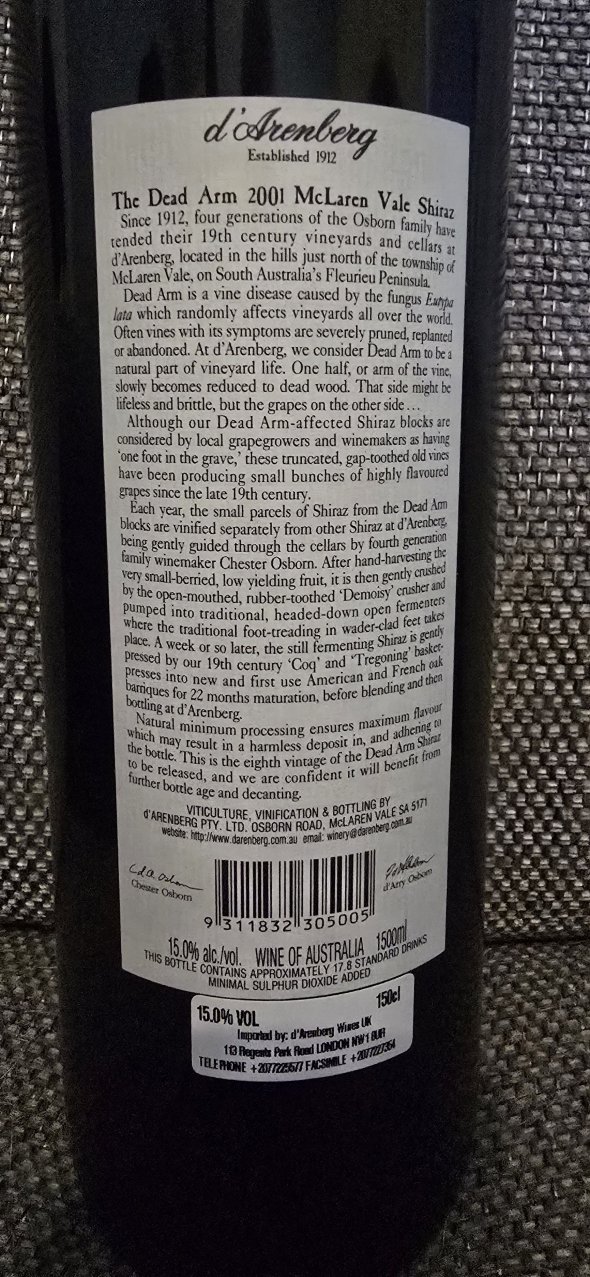 d'Arenberg
Established 1912
The Dead Arm 2001 McLaren Vale Shiraz
Since 1912, four generations of the Osborn family have
tended their 19th century vineyards and cellars at
d'Arenberg, located in the hills just north of the township of
McLaren Vale, on South Australia's Fleurieu Peninsula.
Dead Arm is a vine disease caused by the fungus Eutypa
lata which randomly affects vineyards all over the world.
Often vines with its symptoms are severely pruned, replanted
or abandoned. At d'Arenberg, we consider Dead Arm to be a
natural part of vineyard life. One half, or arm of the vine,
slowly becomes reduced to dead wood. That side might be
lifeless and brittle, but the grapes on the other side ...
Although our Dead Arm-affected Shiraz blocks are
considered by local grapegrowers and winemakers as having
'one foot in the grave,' these truncated, gap-toothed old vines
have been producing small bunches of highly flavoured
grapes since the late 19th century.
Each year, the small parcels of Shiraz from the Dead Arm
blocks are vinified separately from other Shiraz at d'Arenberg,
being gently guided through the cellars by fourth generation
family winemaker Chester Osborn. After hand-harvesting the
very small-berried, low yielding fruit, it is then gently crushed
by the open-mouthed, rubber-toothed 'Demoisy' crusher and
pumped into traditional, headed-down open fermenters
where the traditional foot-treading in wader-clad feet takes
place. A week or so later, the still fermenting Shiraz is gently
pressed by our 19th century 'Coq' and 'Tregoning' basket-
presses into new and first use American and French oak
barriques for 22 months maturation, before blending and then
bottling at d'Arenberg.
Natural minimum processing ensures maximum flavour
which may result in a harmless deposit in, and adhering to
the bottle. This is the eighth vintage of the Dead Arm Shiraz
to be released, and we are confident it will benefit from
further bottle age and decanting.
VITICULTURE, VINIFICATION & BOTTLING BY
d'ARENBERG PTY. LTD. OSBORN ROAD, McLAREN VALE SA 5171
website: http://www.darenberg.com.au email: winery@darenberg.com.au
Chester Osborn
d'Arry Osborn
9 311832 305005
15.0% alc./vol. WINE OF AUSTRALIA 1500ml
THIS BOTTLE CONTAINS APPROXIMATELY 17.8 STANDARD DRINKS
MINIMAL SULPHUR DIOXIDE ADDED
15.0% VOL 150cl
Imported by: d'Arenberg Wines UK
113 Regents Park Road LONDON NW1 8UR
TELEPHONE FACSIMILE